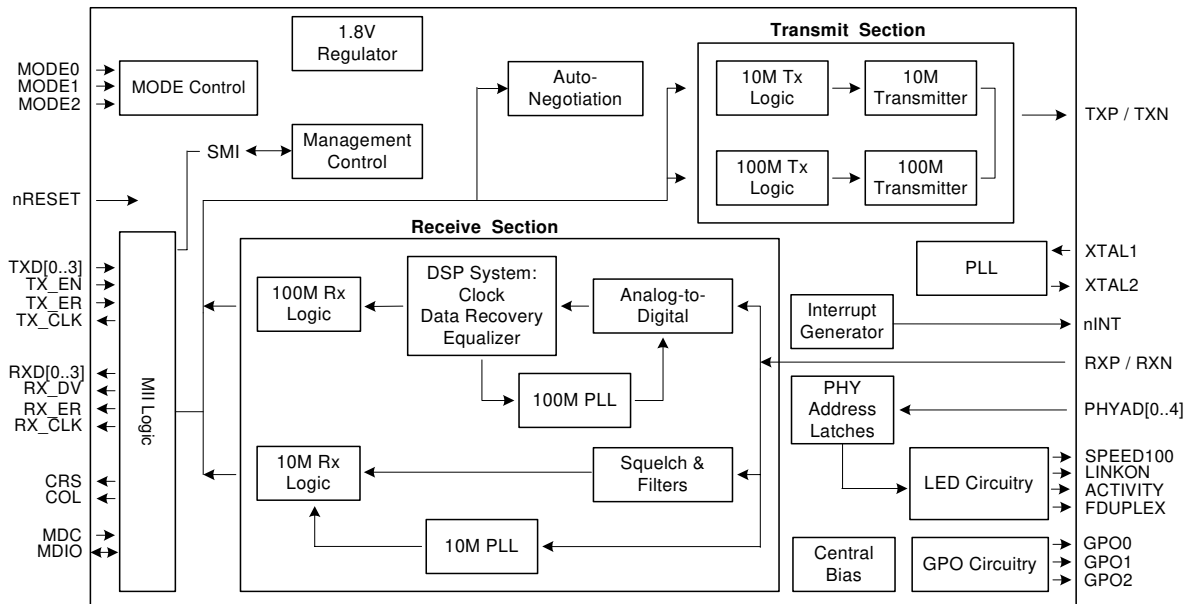 1.8V
Regulator
Transmit Section
MODE0
MODE1
MODE2
MODE Control
Auto-
Negotiation
10M Tx
Logic
10M
Transmitter
TXP / TXN
SMI
Management
Control
100M Tx
Logic
100M
Transmitter
nRESET
Receive Section
TXD[0..3]
TX_EN
TX_ER
TX_CLK
RXD[0..3]
RX_DV
RX_ER
RX_CLK
CRS
COL
MDC
MDIO
MII Logic
100M Rx
Logic
DSP System:
Clock
Data Recovery
Equalizer
Analog-to-
Digital
100M PLL
10M Rx
Logic
Squelch &
Filters
10M PLL
PLL
XTAL1
XTAL2
Interrupt
Generator
nINT
RXP / RXN
PHY
Address
Latches
PHYAD[0..4]
LED Circuitry
SPEED100
LINKON
ACTIVITY
FDUPLEX
Central
Bias
GPO Circuitry
GPO0
GPO1
GPO2